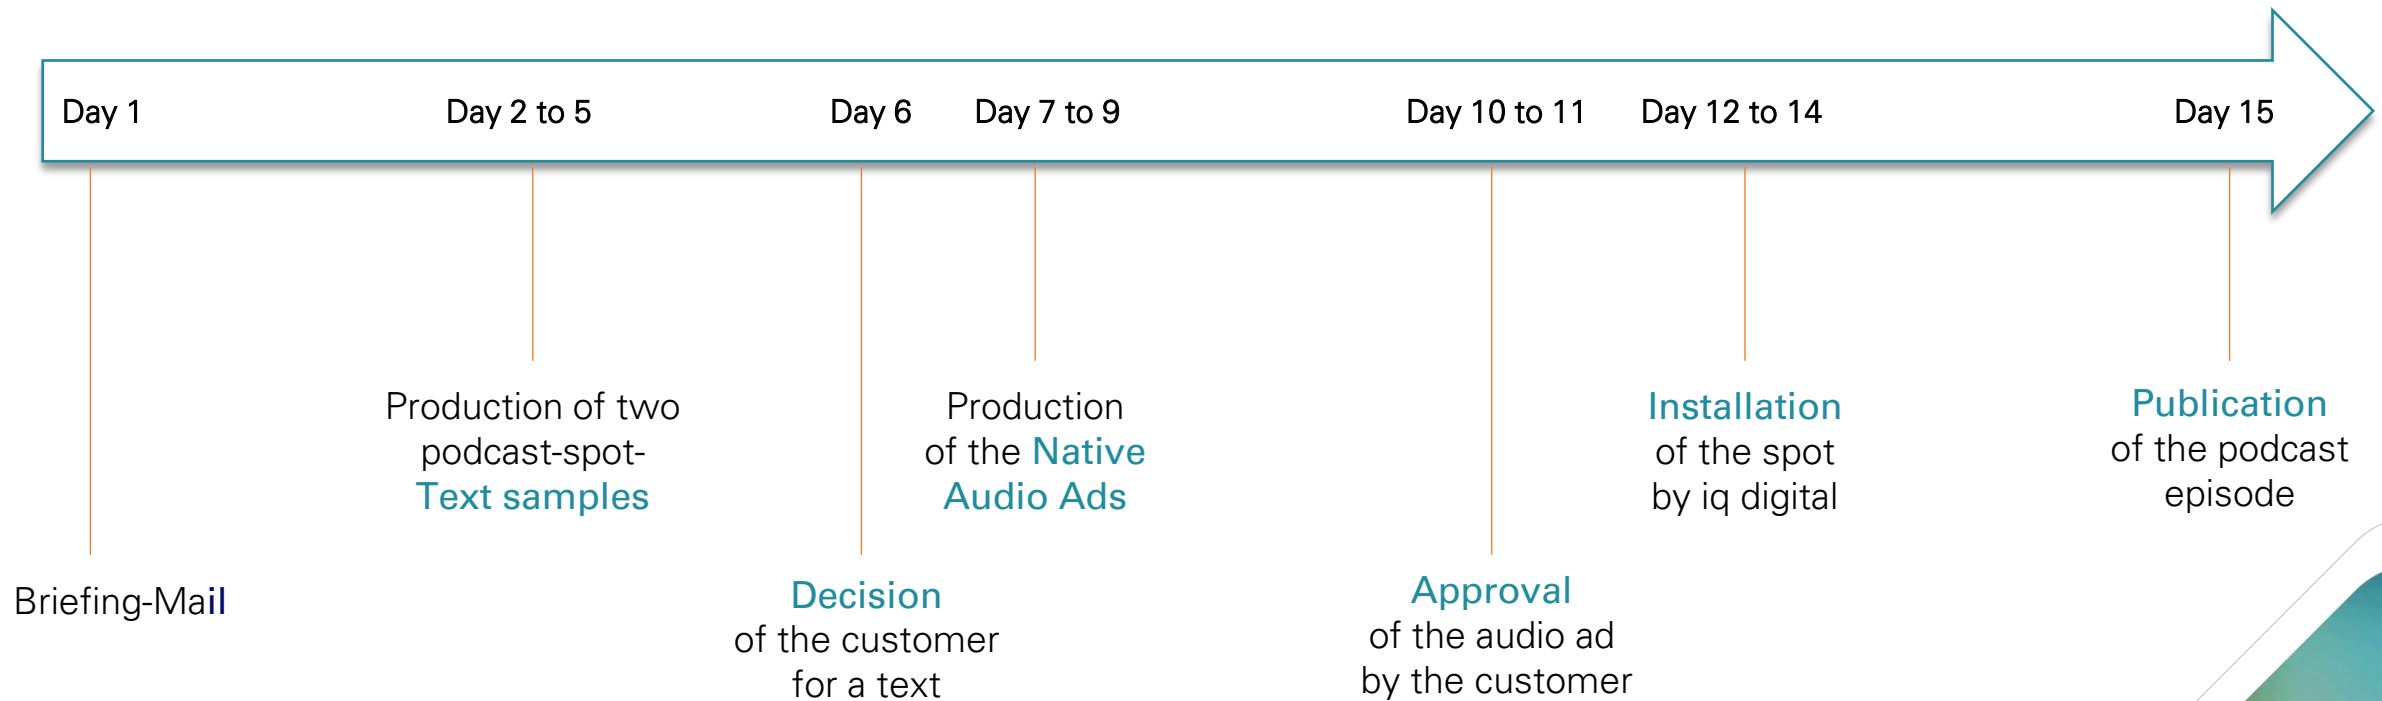 Day 1
Day 2 to 5
Day 6
Day 7 to 9
Day 10 to 11
Day 12 to 14
Day 15
Briefing-Mail
Production of two
podcast-spot-
Text samples
Decision
of the customer
for a text
Production
of the Native
Audio Ads
Approval
of the audio ad
by the customer
Installation
of the spot
by iq digital
Publication
of the podcast
episode